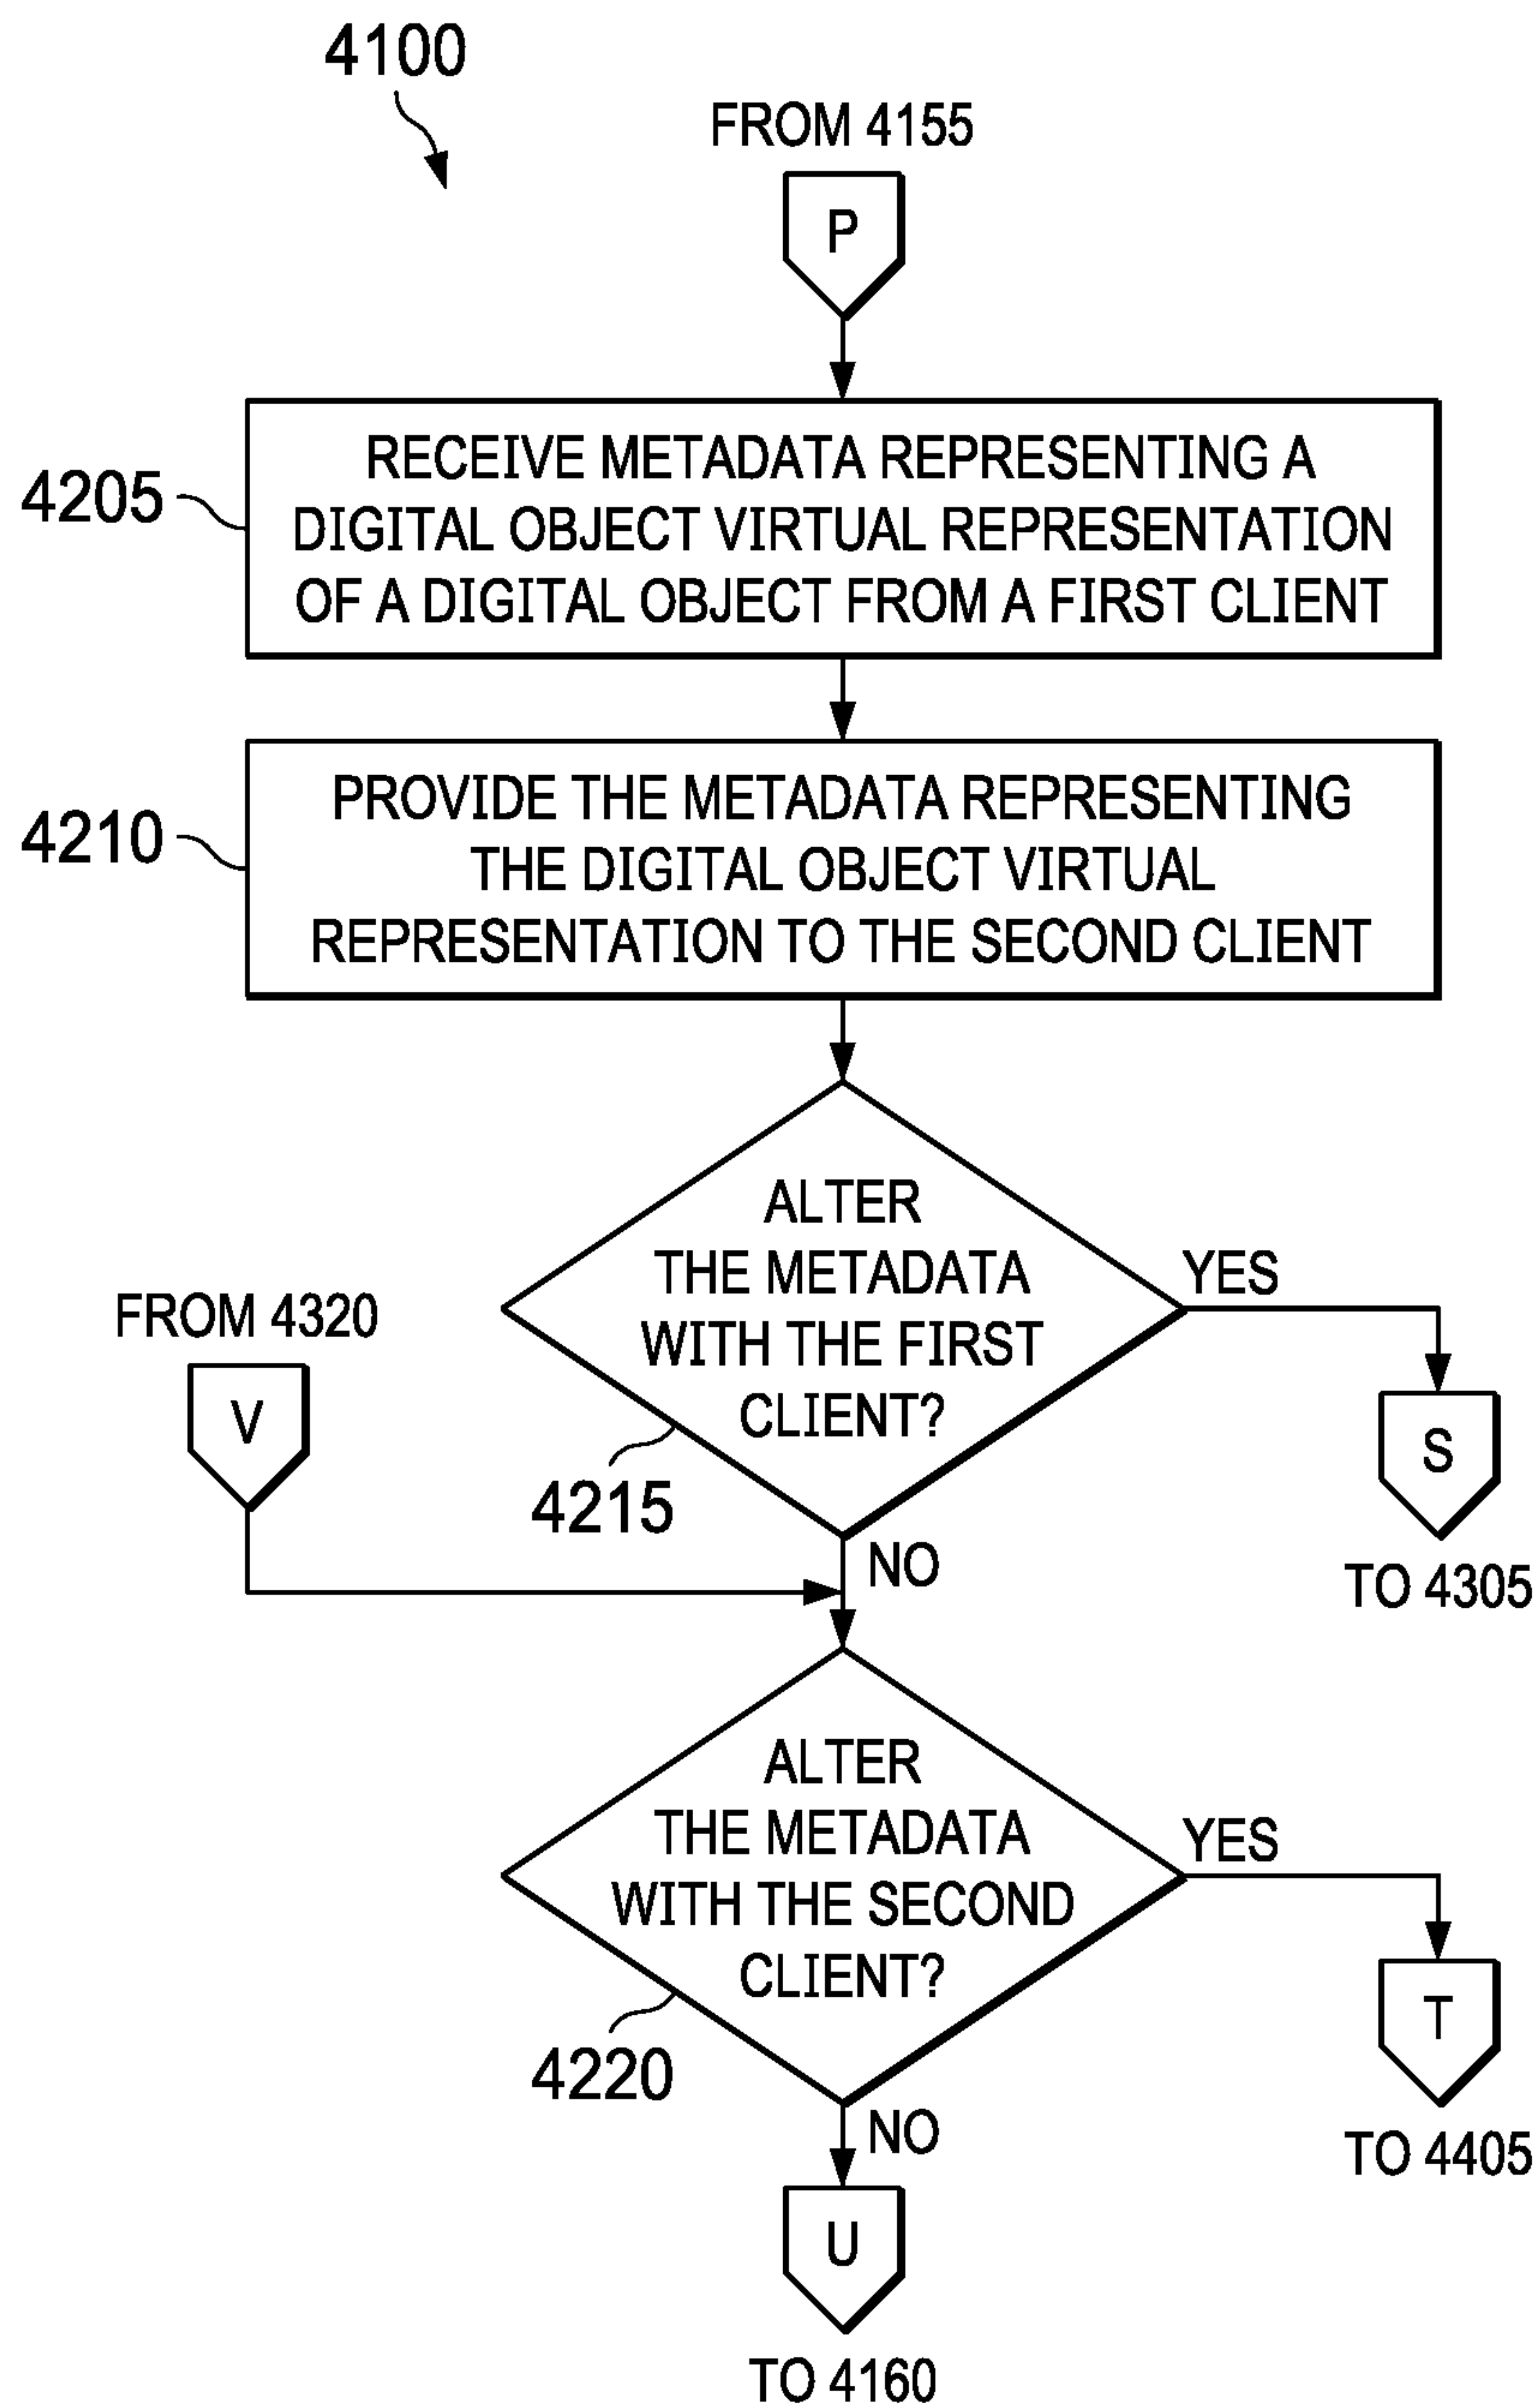 4100
FROM 4155
P
4205
RECEIVE METADATA REPRESENTING A
DIGITAL OBJECT VIRTUAL REPRESENTATION
OF A DIGITAL OBJECT FROM A FIRST CLIENT
4210
PROVIDE THE METADATA REPRESENTING
THE DIGITAL OBJECT VIRTUAL
REPRESENTATION TO THE SECOND CLIENT
ALTER
THE METADATA
WITH THE FIRST
CLIENT?
YES
FROM 4320
V
4215
S
NO
TO 4305
ALTER
THE METADATA
WITH THE SECOND
CLIENT?
YES
4220
T
NO
TO 4405
U
TO 4160